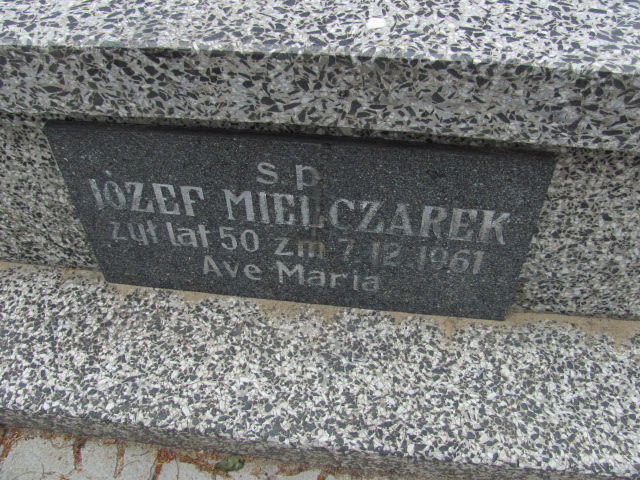 ś p
JÓZEF MIELCZAREK
żył lat 50 zm 7.12.1961
Ave Maria